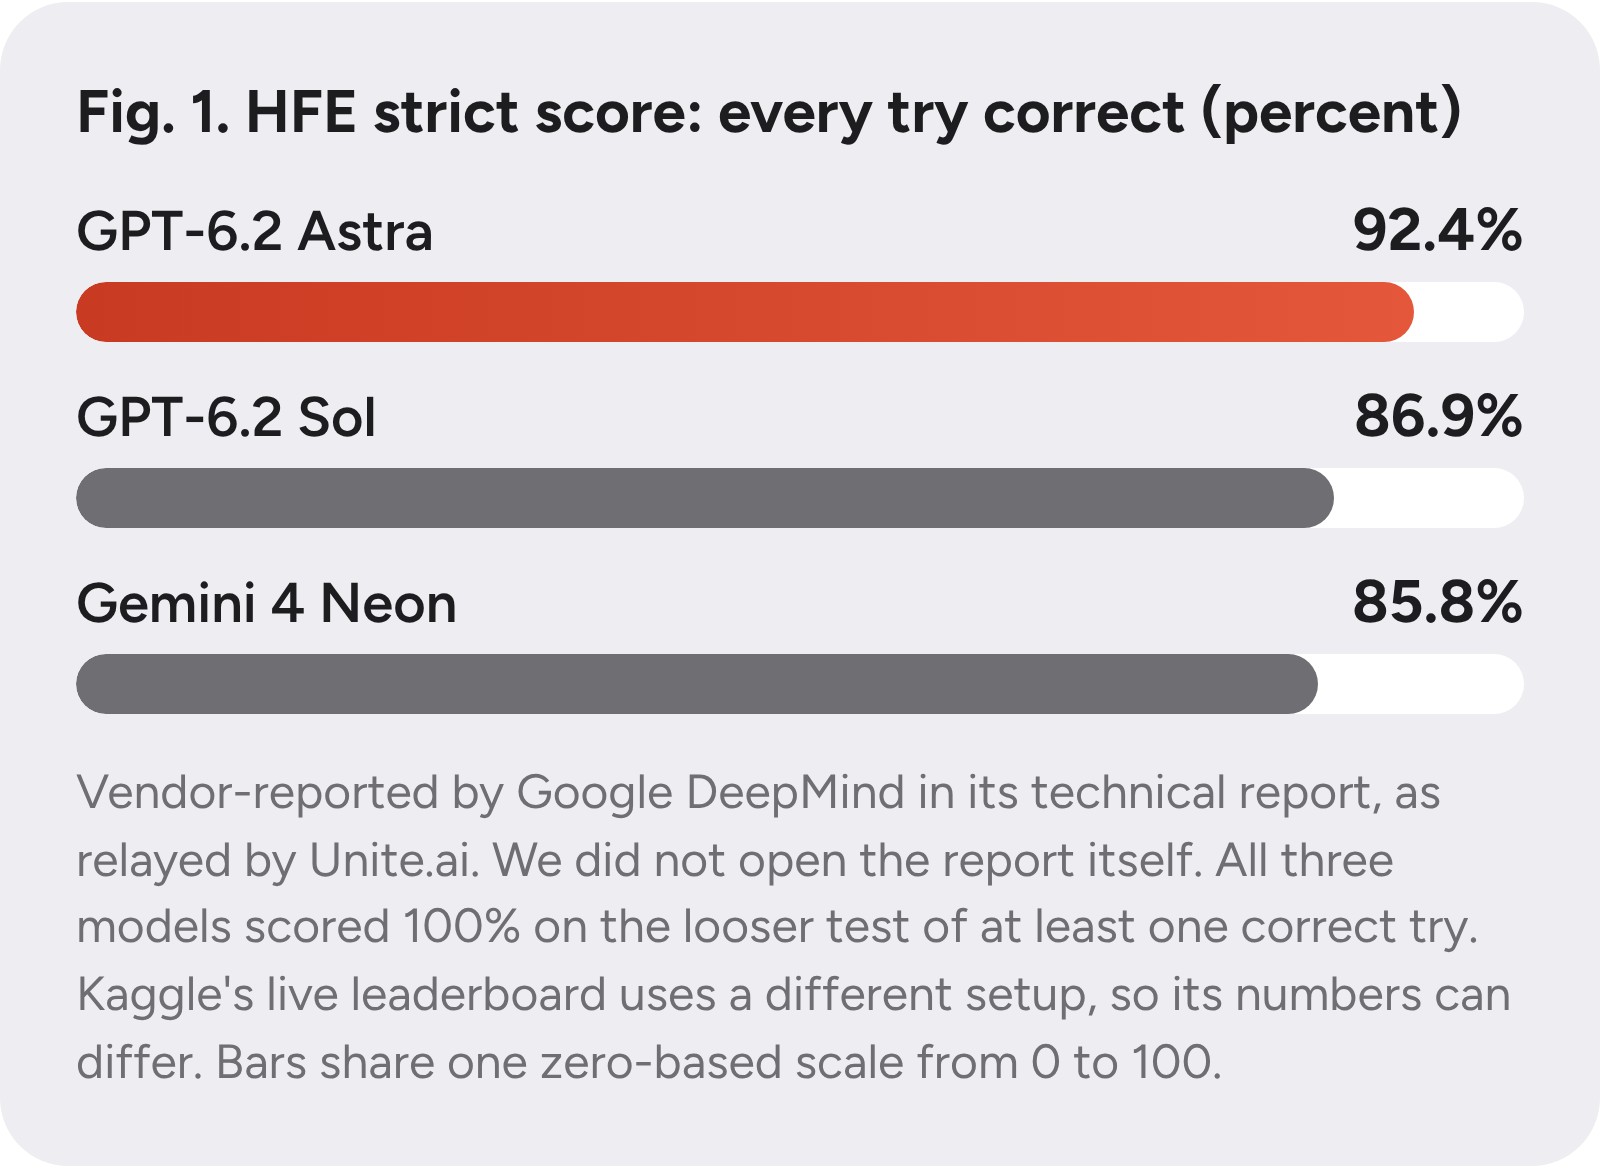 Fig. 1. HFE strict score: every try correct (percent)
GPT-6.2 Astra 92.4%
GPT-6.2 Sol 86.9%
Gemini 4 Neon 85.8%
Vendor-reported by Google DeepMind in its technical report, as
relayed by Unite.ai. We did not open the report itself. All three
models scored 100% on the looser test of at least one correct try.
Kaggle's live leaderboard uses a different setup, so its numbers can
differ. Bars share one zero-based scale from 0 to 100.